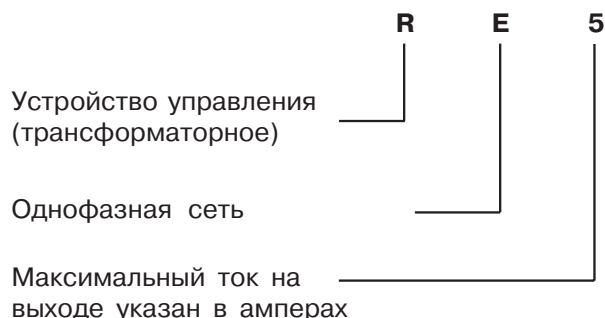 R E 5
Устройство управления
(трансформаторное)
Однофазная сеть
Максимальный ток на
выходе указан в амперах